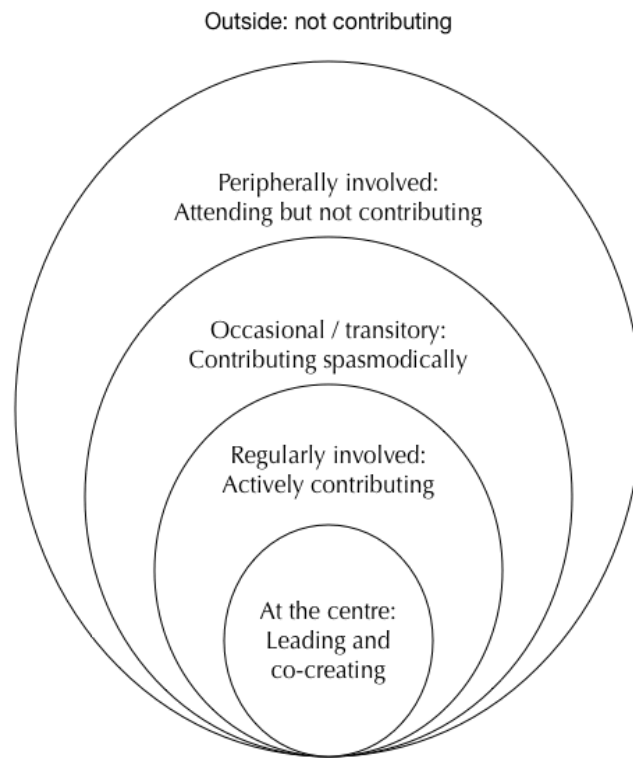 Outside: not contributing
Peripherally involved:
Attending but not contributing
Occasional / transitory:
Contributing spasmodically
Regularly involved:
Actively contributing
At the centre:
Leading and
co-creating